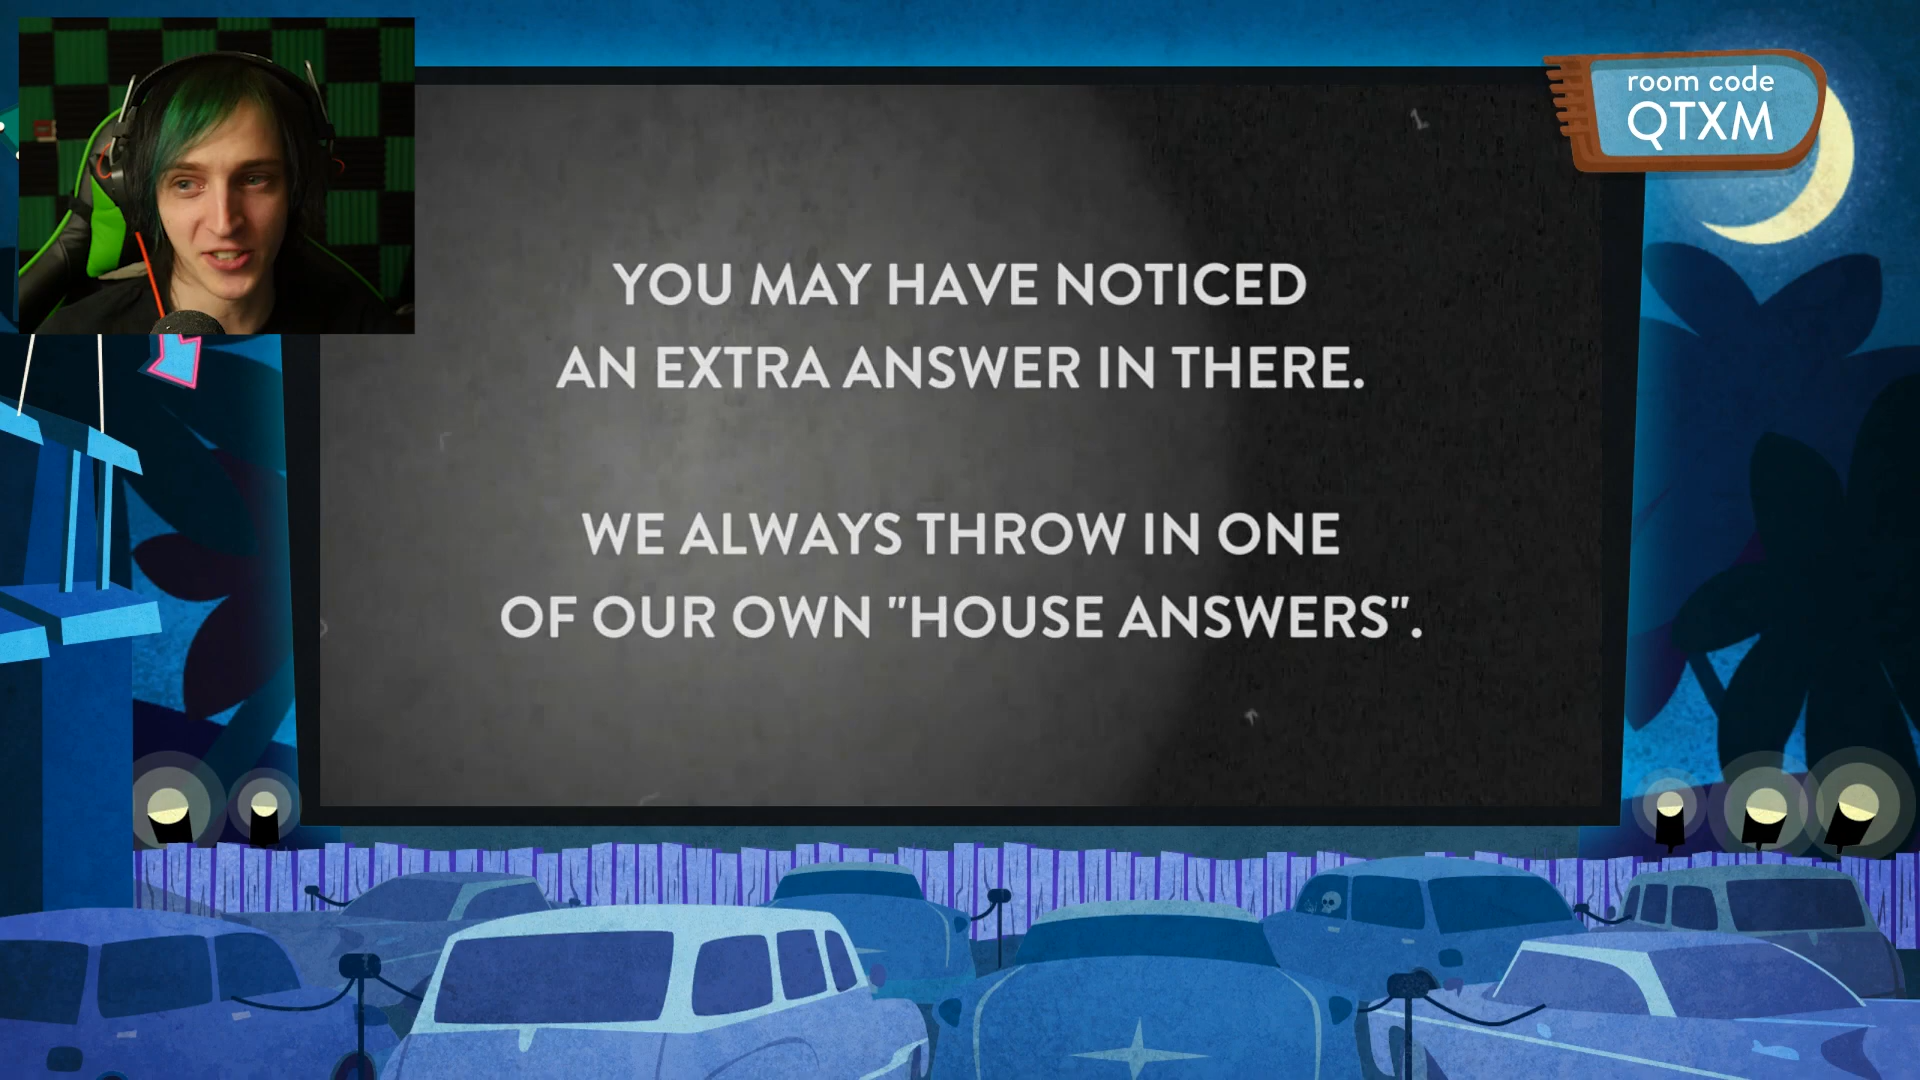 room code
QTXM
YOU MAY HAVE NOTICED
AN EXTRA ANSWER IN THERE.
WE ALWAYS THROW IN ONE
OF OUR OWN "HOUSE ANSWERS".